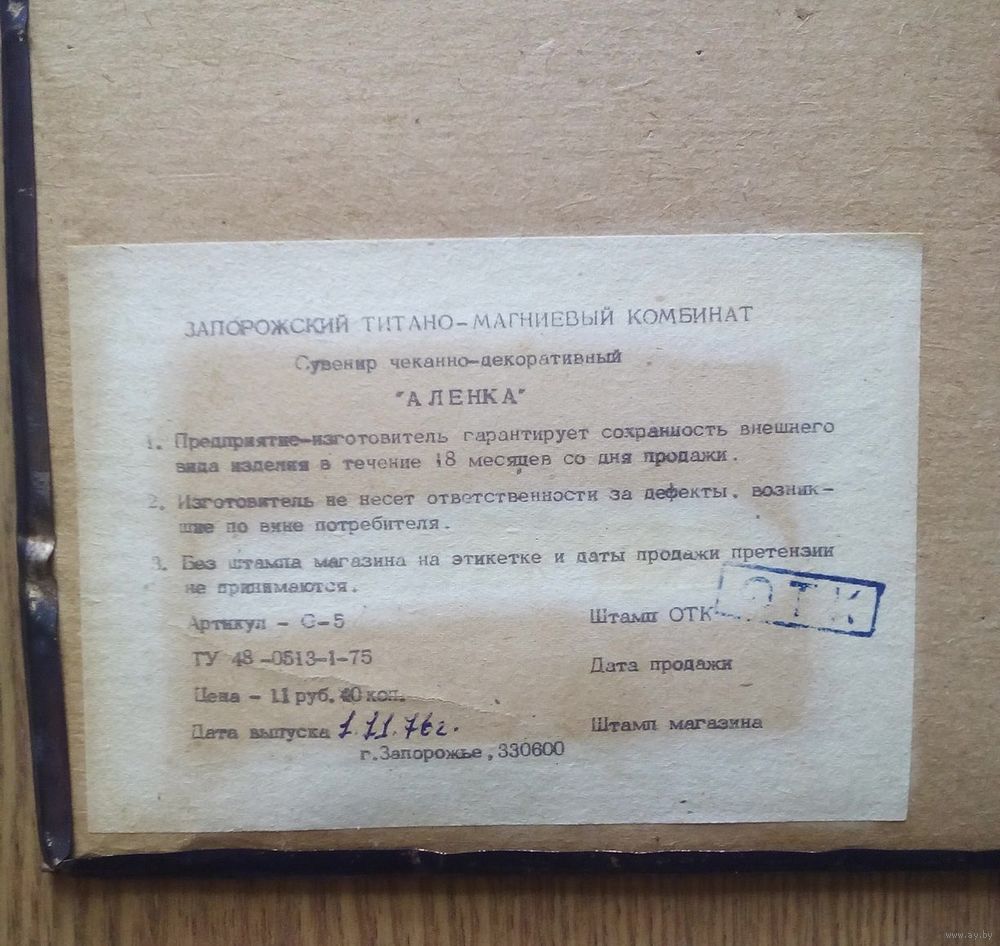 ЗАПОРОЖСКИЙ ТИТАНО-МАГНИЕВЫЙ КОМБИНАТ
Сувенир чеканно-декоративный
"АЛЕНКА"
1. Предприятие-изготовитель гарантирует сохранность внешнего
вида изделия в течение 18 месяцев со дня продажи.
2. Изготовитель не несет ответственности за дефекты, возник-
шие по вине потребителя.
3. Без штампа магазина на этикетке и даты продажи претензии
не принимаются.
Артикул - С-5
Штамп ОТК
ОТК
ТУ 48-0513-1-75
Дата продажи
Цена - 11 руб. 40 коп.
Дата выпуска 1.11.76г.
Штамп магазина
г.Запорожье, 330600
www.ay.by